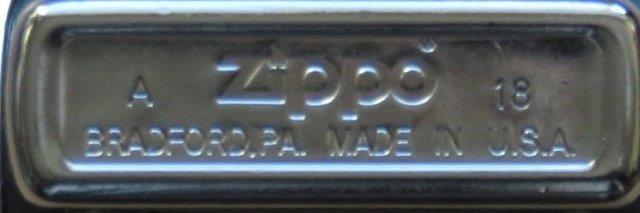 A Zippo® 18
BRADFORD, PA. MADE IN U.S.A.